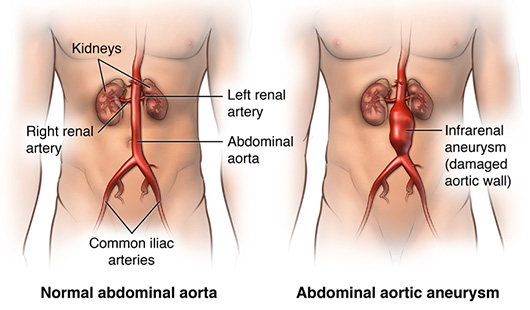 Kidneys
Left renal
artery
Right renal
artery
Abdominal
aorta
Common iliac
arteries
Normal abdominal aorta
Infrarenal
aneurysm
(damaged
aortic wall)
Abdominal aortic aneurysm